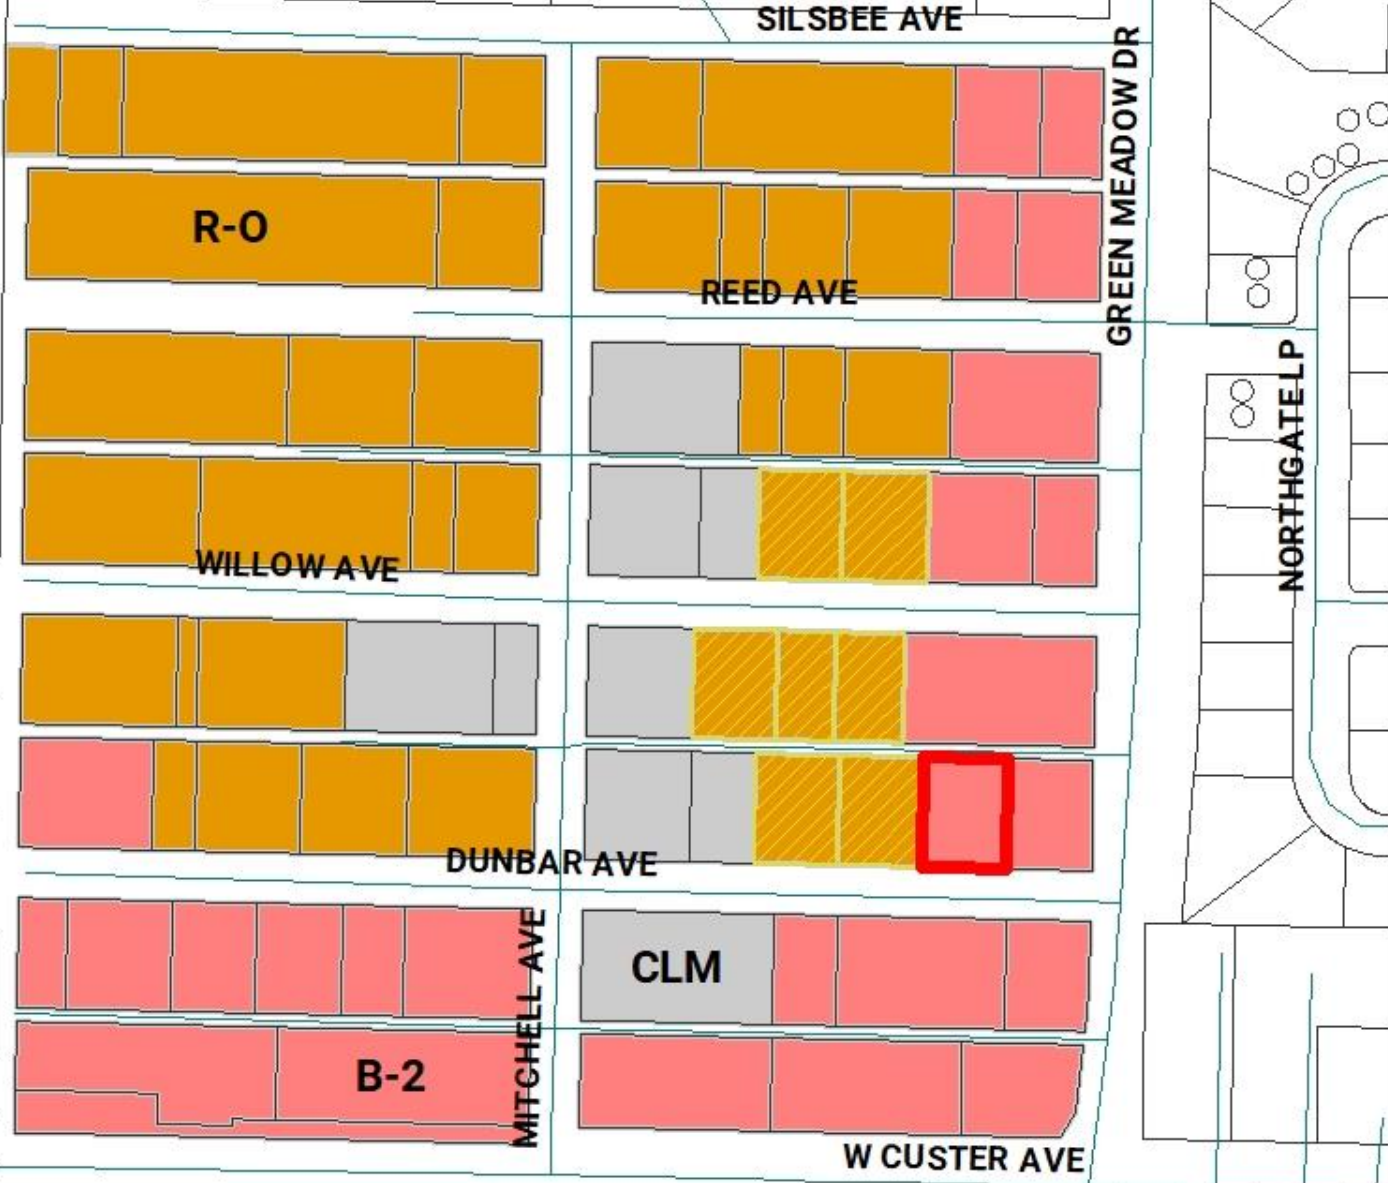 SILSBEE AVE
GREEN MEADOW DR
R-O
REED AVE
NORTHGATE LP
WILLOW AVE
DUNBAR AVE
MITCHELL AVE
CLM
B-2
W CUSTER AVE